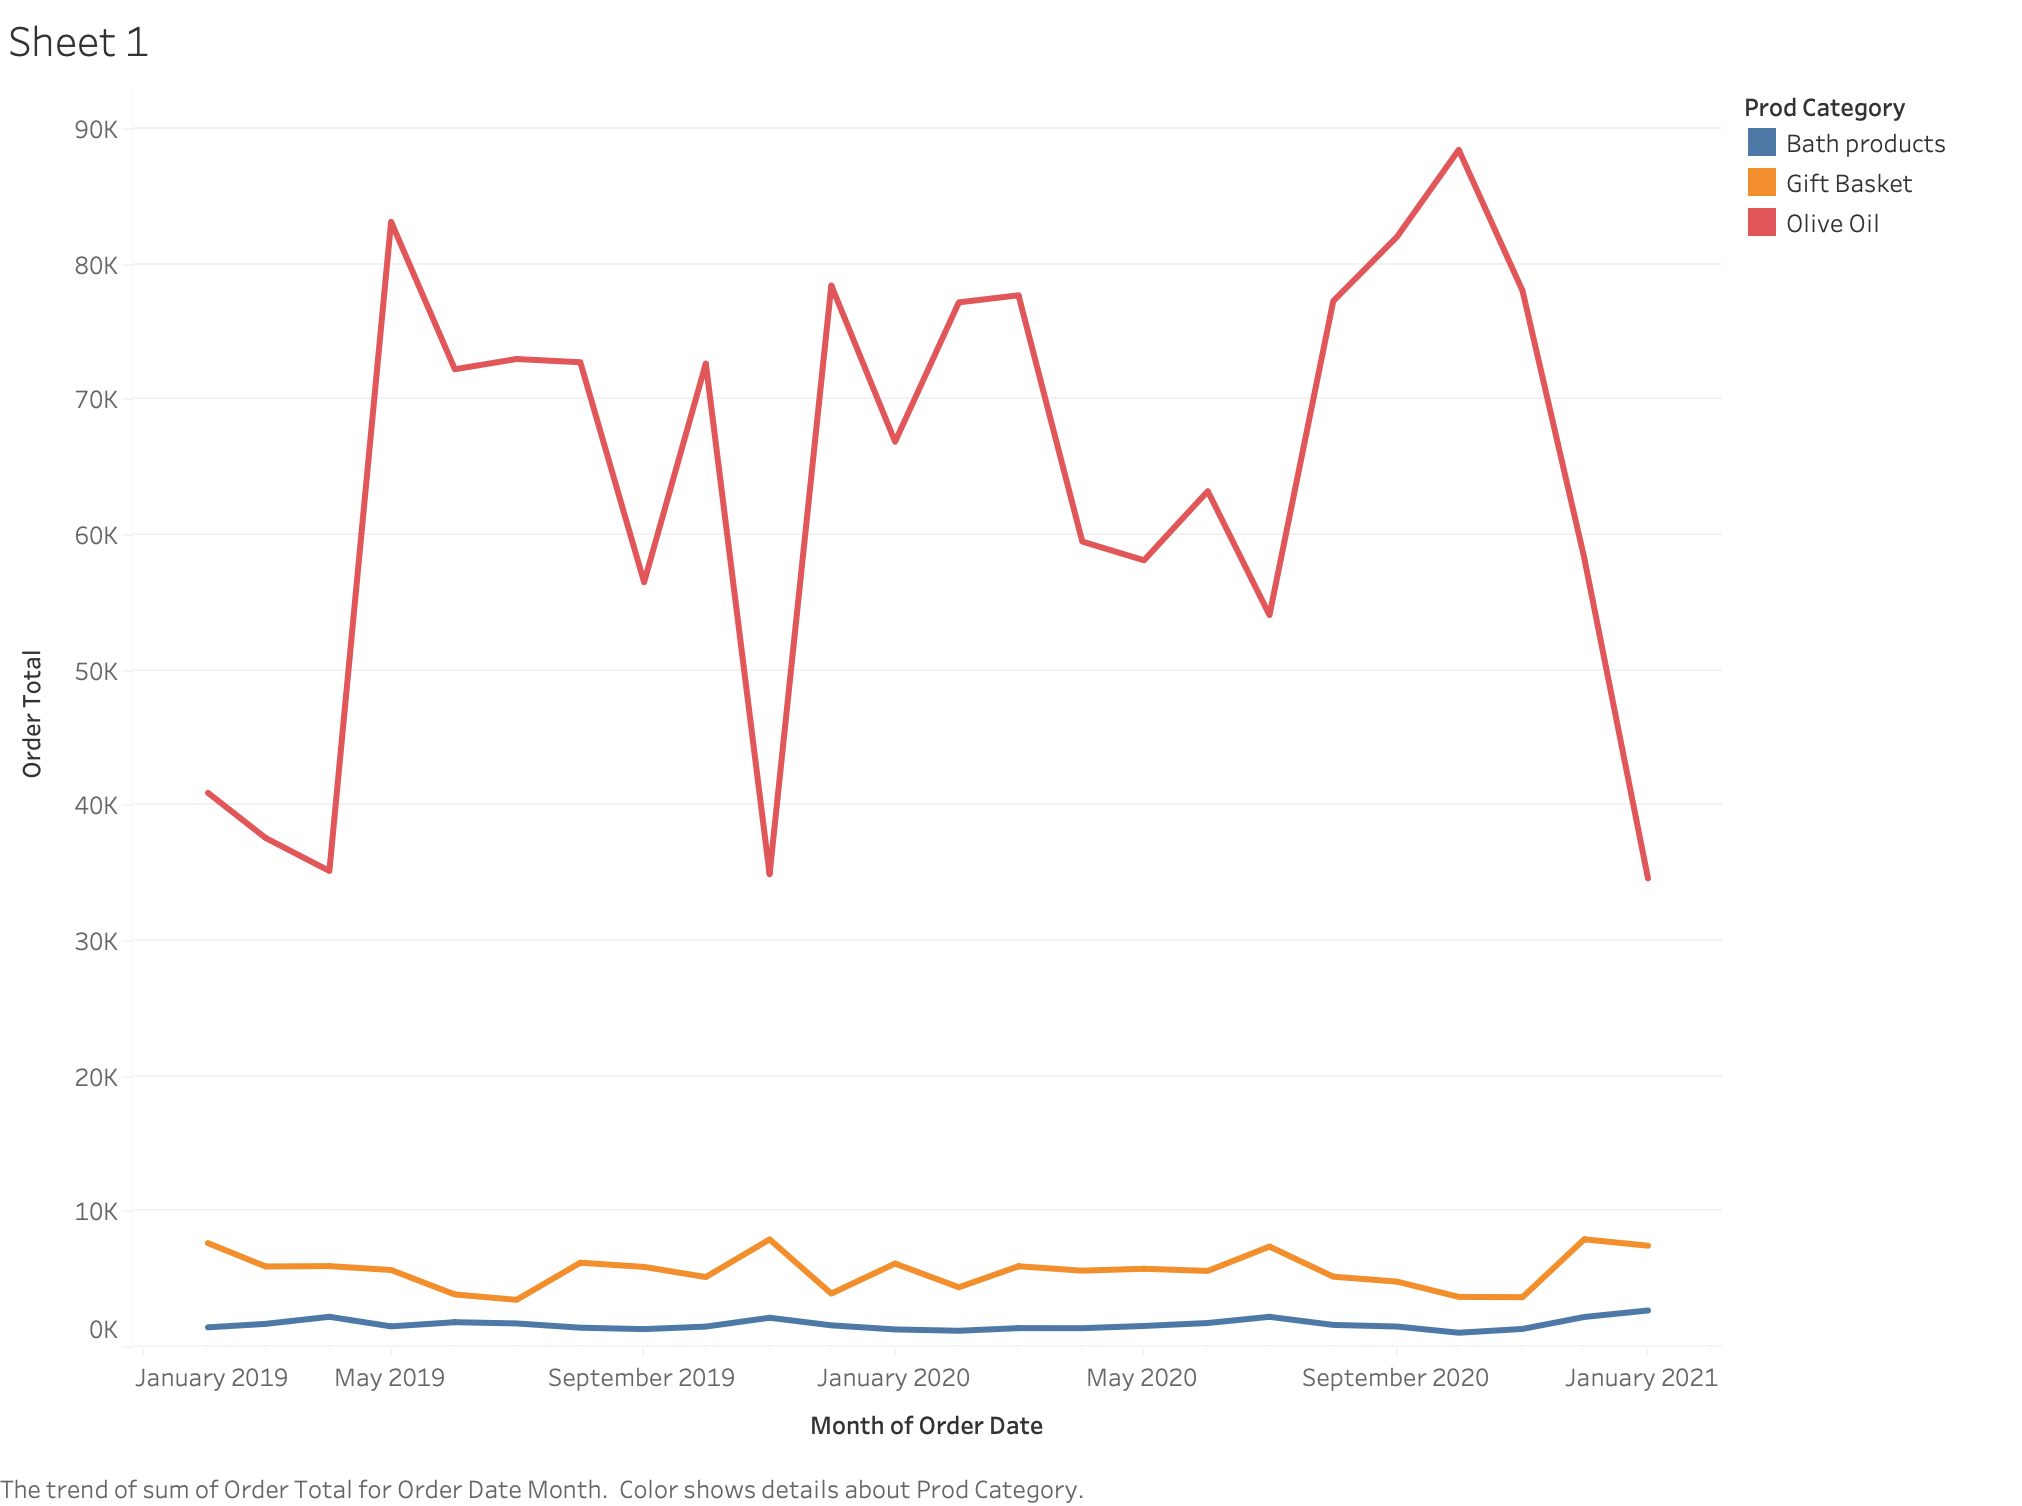 Sheet 1
Prod Category
Bath products
Gift Basket
Olive Oil
90K
80K
70K
60K
50K
40K
30K
20K
10K
0K
Order Total
January 2019 May 2019 September 2019 January 2020 May 2020 September 2020 January 2021
Month of Order Date
The trend of sum of Order Total for Order Date Month.  Color shows details about Prod Category.